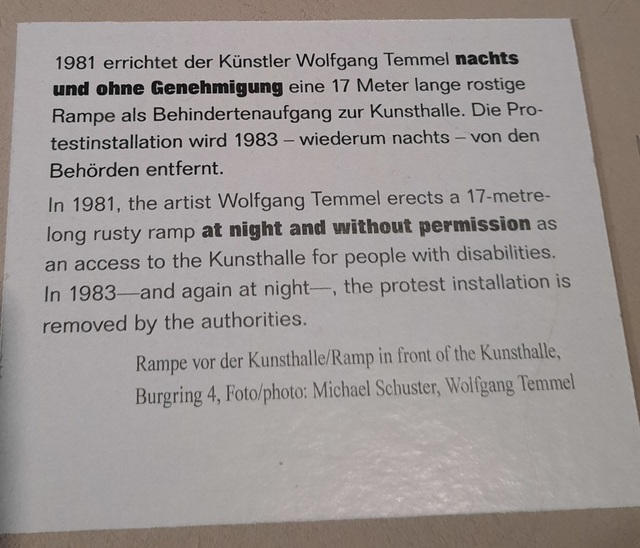 1981 errichtet der Künstler Wolfgang Temmel nachts
und ohne Genehmigung eine 17 Meter lange rostige
Rampe als Behindertenaufgang zur Kunsthalle. Die Pro-
testinstallation wird 1983 – wiederum nachts – von den
Behörden entfernt.
In 1981, the artist Wolfgang Temmel erects a 17-metre-
long rusty ramp at night and without permission as
an access to the Kunsthalle for people with disabilities.
In 1983—and again at night—, the protest installation is
removed by the authorities.
Rampe vor der Kunsthalle/Ramp in front of the Kunsthalle,
Burgring 4, Foto/photo: Michael Schuster, Wolfgang Temmel